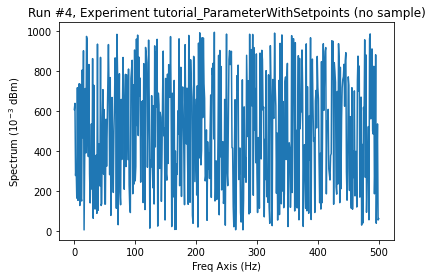 Run #4, Experiment tutorial_ParameterWithSetpoints (no sample)
Spectrum (10⁻³ dBm)
1000
800
600
400
200
0
0 100 200 300 400 500
Freq Axis (Hz)